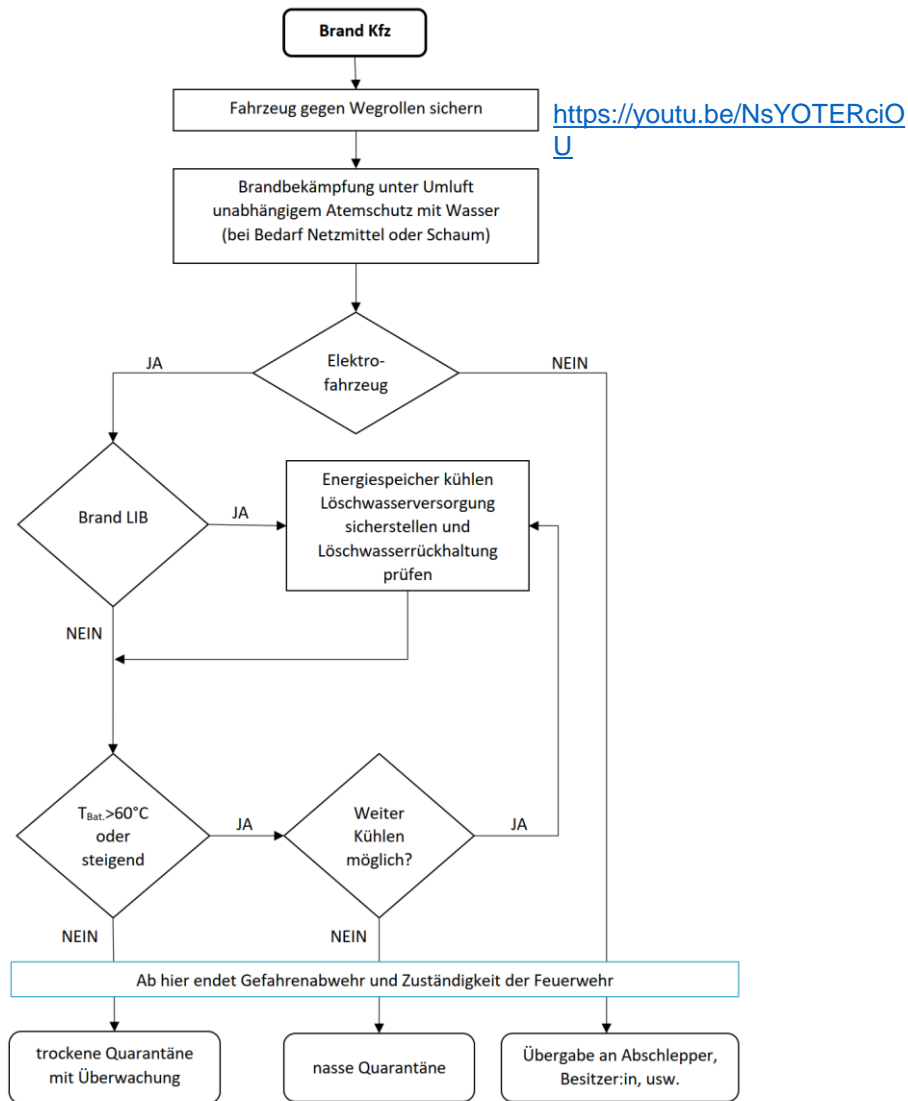 Brand Kfz
Fahrzeug gegen Wegrollen sichern
https://youtu.be/NsYOTERciO
U
Brandbekämpfung unter Umluft
unabhängigem Atemschutz mit Wasser
(bei Bedarf Netzmittel oder Schaum)
JA
Elektro-
fahrzeug
NEIN
Brand LIB
JA
Energiespeicher kühlen
Löschwasserversorgung
sicherstellen und
Löschwasserrückhaltung
prüfen
NEIN
TBat.>60°C
oder
steigend
JA
Weiter
Kühlen
möglich?
JA
NEIN
NEIN
Ab hier endet Gefahrenabwehr und Zuständigkeit der Feuerwehr
trockene Quarantäne
mit Überwachung
nasse Quarantäne
Übergabe an Abschlepper,
Besitzer:in, usw.